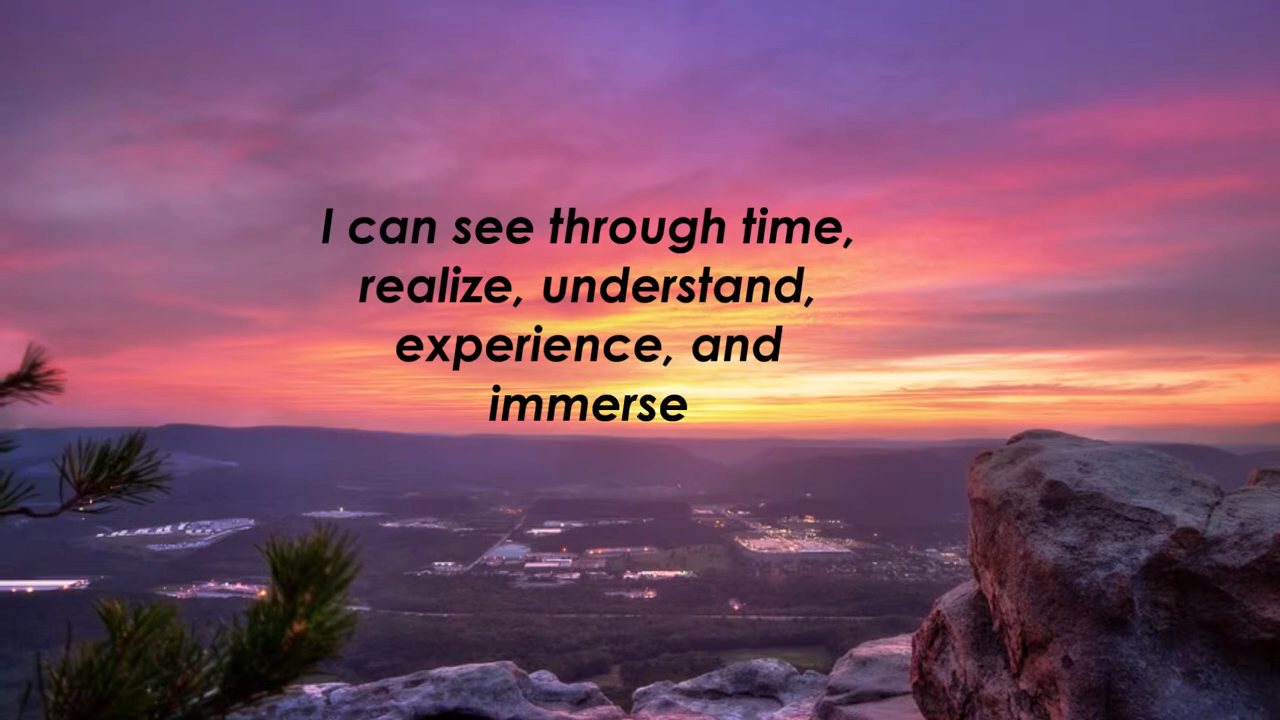 I can see through time,
realize, understand,
experience, and
immerse